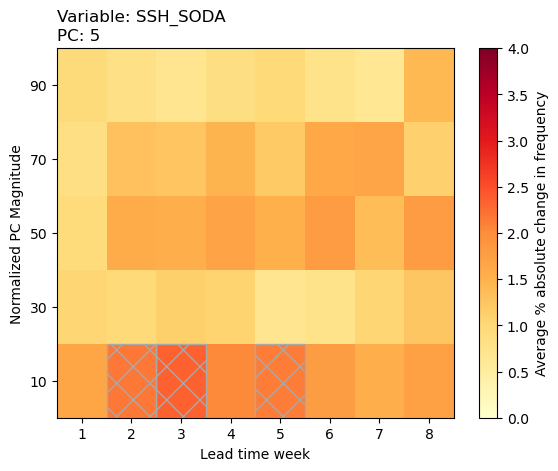 Variable: SSH_SODA
PC: 5
Normalized PC Magnitude
90
70
50
30
10
1 2 3 4 5 6 7 8
Lead time week
4.0
3.5
3.0
2.5
2.0
1.5
1.0
0.5
0.0
Average % absolute change in frequency